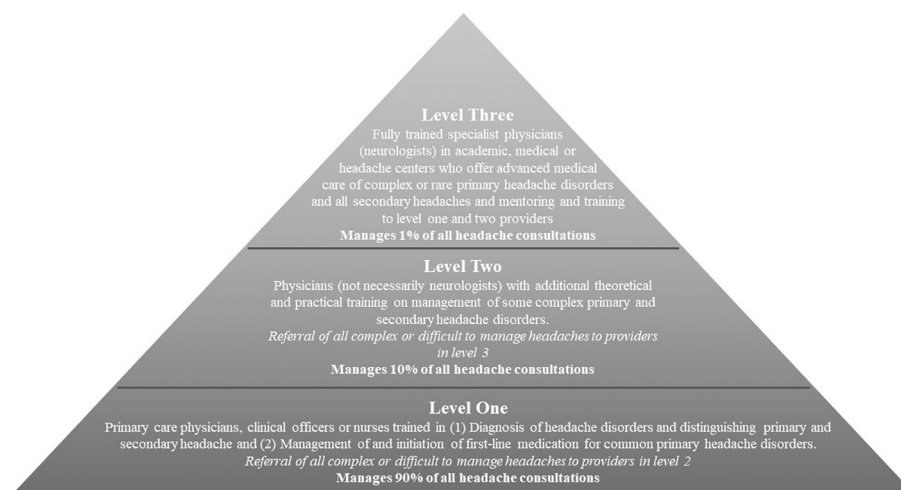 Level Three
Fully trained specialist physicians
(neurologists) in academic, medical or
headache centers who offer advanced medical
care of complex or rare primary headache disorders
and all secondary headaches and mentoring and training
to level one and two providers
Manages 1% of all headache consultations
Level Two
Physicians (not necessarily neurologists) with additional theoretical
and practical training on management of some complex primary and
secondary headache disorders.
Referral of all complex or difficult to manage headaches to providers
in level 3
Manages 10% of all headache consultations
Level One
Primary care physicians, clinical officers or nurses trained in (1) Diagnosis of headache disorders and distinguishing primary and
secondary headache and (2) Management of and initiation of first-line medication for common primary headache disorders.
Referral of all complex or difficult to manage headaches to providers in level 2
Manages 90% of all headache consultations